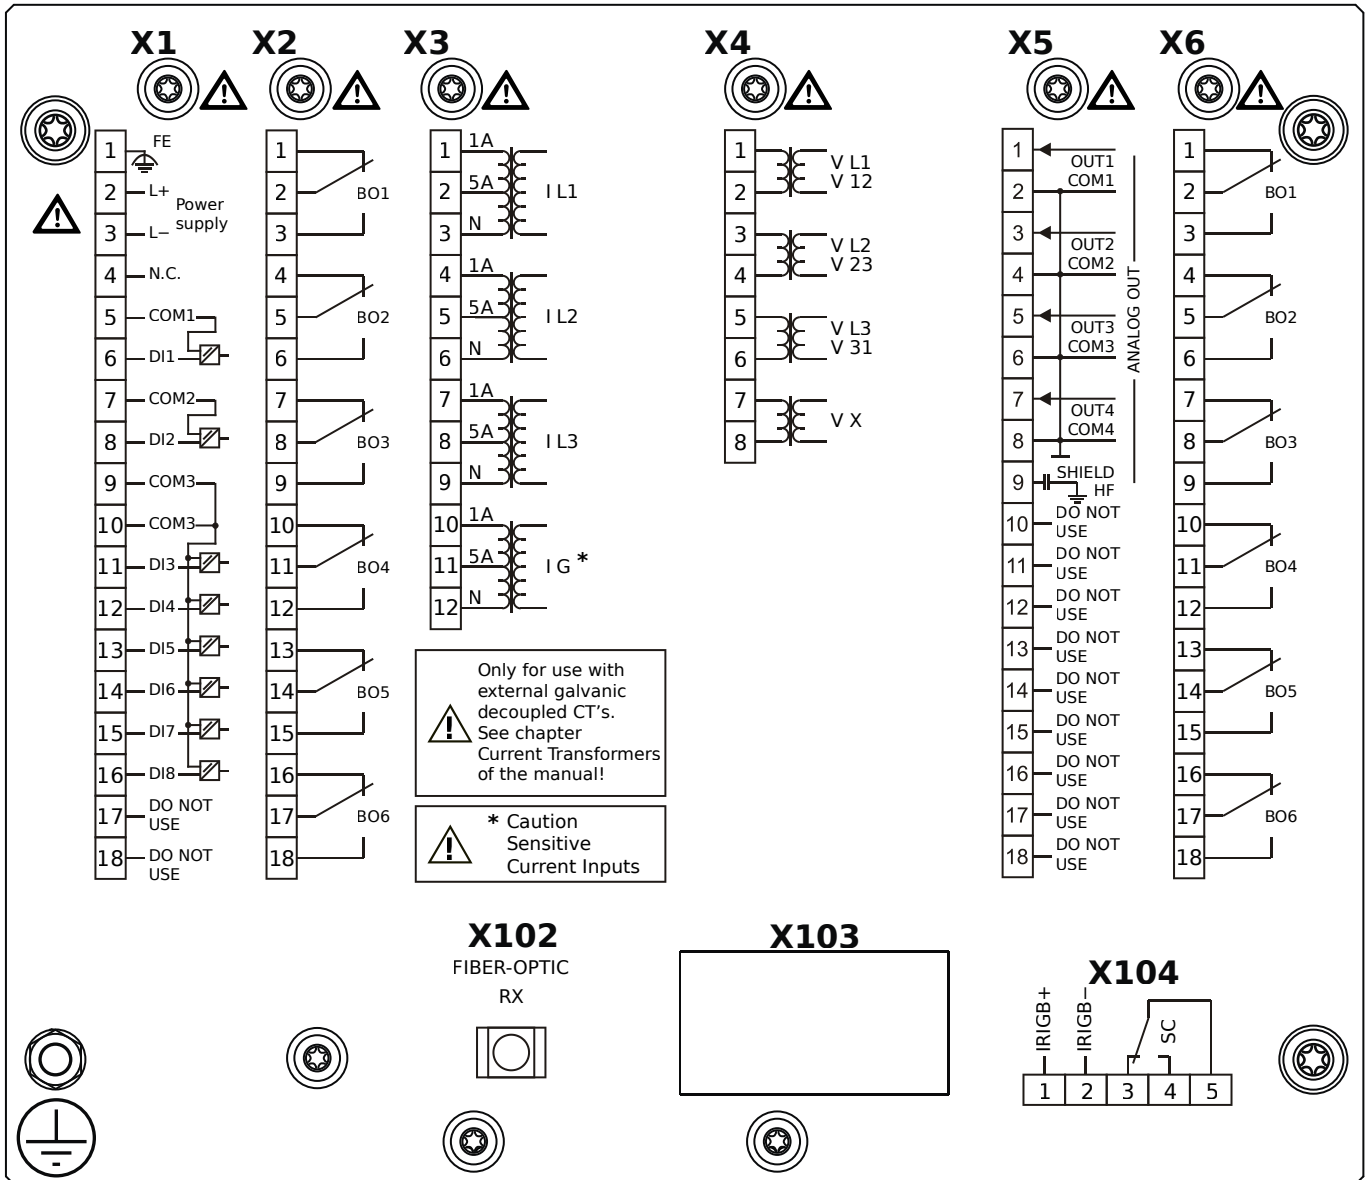 X1
X2
X3
X4
X5
X6
1
FE
2
L+
Power
supply
3
L−
4
N.C.
5
COM1
6
DI1
7
COM2
8
DI2
9
COM3
10
COM3
11
DI3
12
DI4
13
DI5
14
DI6
15
DI7
16
DI8
17
DO NOT
USE
18
DO NOT
USE
1
2
BO1
3
4
5
BO2
6
7
8
BO3
9
10
11
BO4
12
13
14
BO5
15
16
17
BO6
18
1
1A
2
5A
I L1
3
N
4
1A
5
5A
I L2
6
N
7
1A
8
5A
I L3
9
N
10
1A
11
5A
I G *
12
N
Only for use with
external galvanic
decoupled CT's.
See chapter
Current Transformers
of the manual!
* Caution
Sensitive
Current Inputs
1
V L1
2
V 12
3
V L2
4
V 23
5
V L3
6
V 31
7
V X
8
1
OUT1
2
COM1
3
OUT2
4
COM2
5
OUT3
6
COM3
7
OUT4
8
COM4
ANALOG OUT
9
SHIELD
HF
10
DO NOT
USE
11
DO NOT
USE
12
DO NOT
USE
13
DO NOT
USE
14
DO NOT
USE
15
DO NOT
USE
16
DO NOT
USE
17
DO NOT
USE
18
DO NOT
USE
1
2
BO1
3
4
5
BO2
6
7
8
BO3
9
10
11
BO4
12
13
14
BO5
15
16
17
BO6
18
X102
FIBER-OPTIC
RX
X103
X104
IRIGB+
IRIGB−
SC
1 2 3 4 5